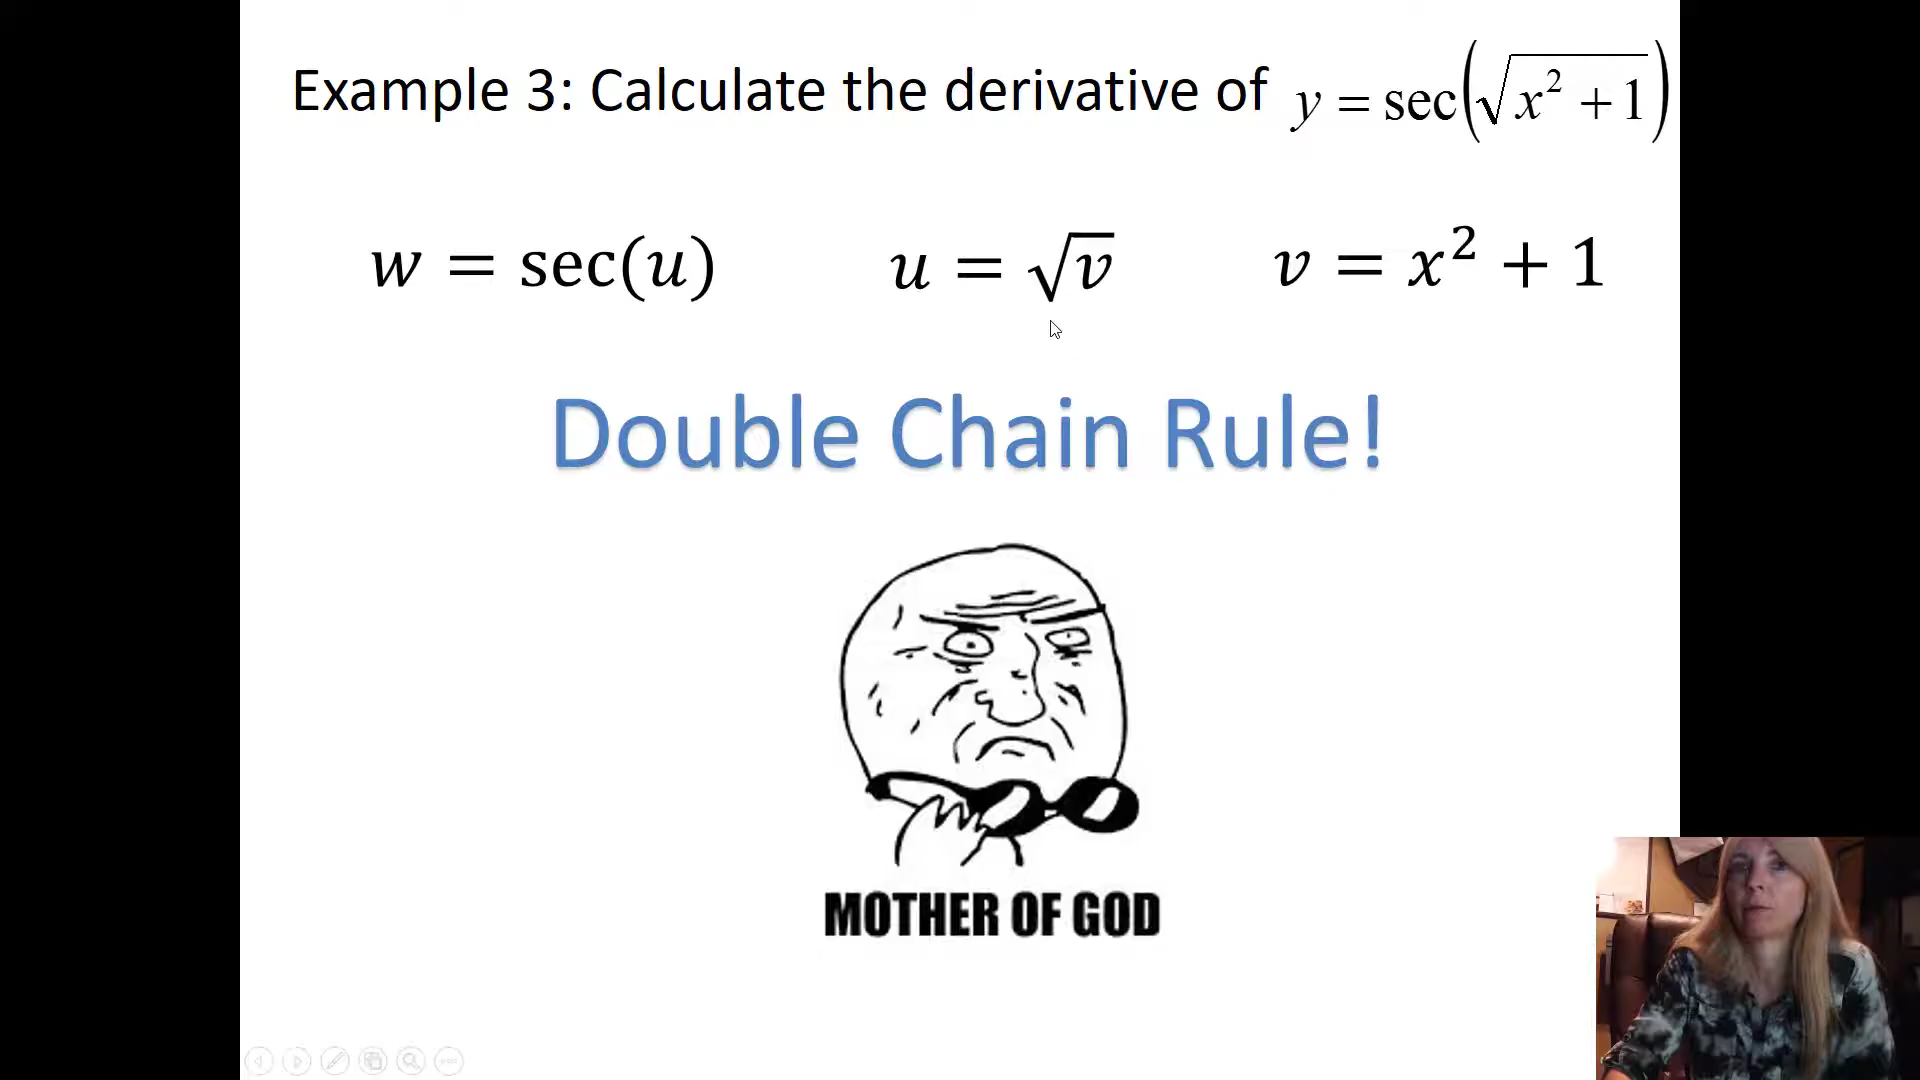 Example 3: Calculate the derivative of y = sec(√(x² + 1))
w = sec(u) u = √v v = x² + 1
Double Chain Rule!
MOTHER OF GOD